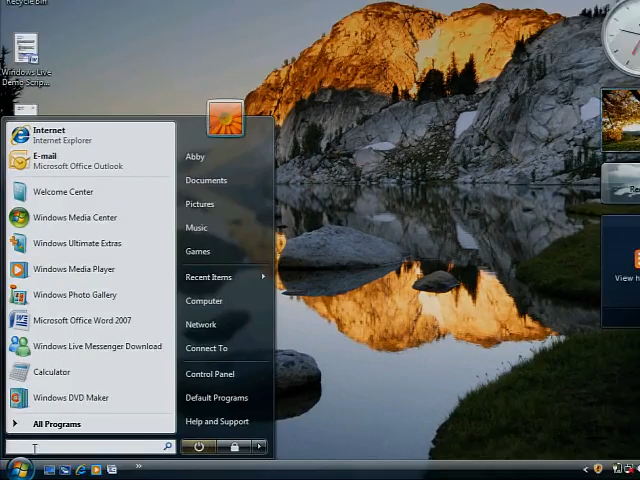 Recycle Bin
Windows Live
Demo Scrip...
Internet
Internet Explorer
E-mail
Microsoft Office Outlook
Welcome Center
Windows Media Center
Windows Ultimate Extras
Windows Media Player
Windows Photo Gallery
Microsoft Office Word 2007
Windows Live Messenger Download
Calculator
Windows DVD Maker
All Programs
Abby
Documents
Pictures
Music
Games
Recent Items
Computer
Network
Connect To
Control Panel
Default Programs
Help and Support
View h